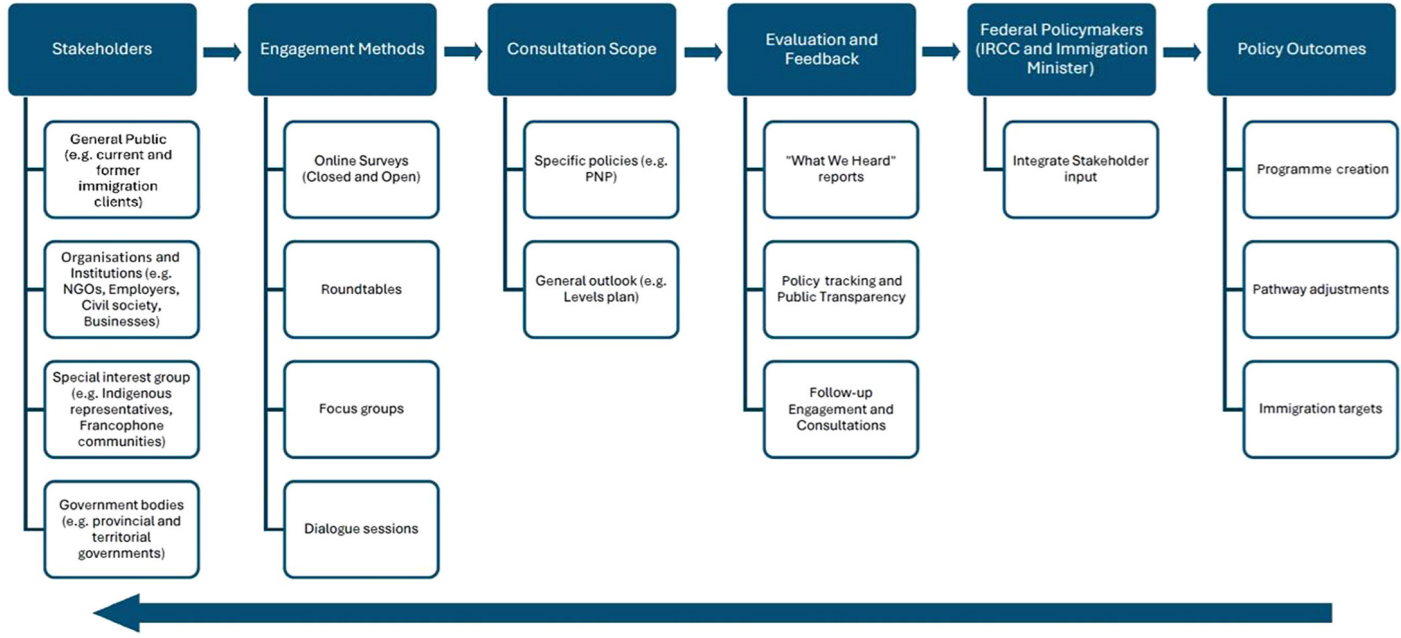 Stakeholders
General Public
(e.g. current and
former
immigration
clients)
Organisations and
Institutions (e.g.
NGOs, Employers,
Civil society,
Businesses)
Special interest group
(e.g. Indigenous
representatives,
Francophone
communities)
Government bodies
(e.g. provincial and
territorial
governments)
Engagement Methods
Online Surveys
(Closed and Open)
Roundtables
Focus groups
Dialogue sessions
Consultation Scope
Specific policies (e.g.
PNP)
General outlook (e.g.
Levels plan)
Evaluation and
Feedback
"What We Heard"
reports
Policy tracking and
Public Transparency
Follow-up
Engagement and
Consultations
Federal Policymakers
(IRCC and Immigration
Minister)
Integrate Stakeholder
input
Policy Outcomes
Programme creation
Pathway adjustments
Immigration targets